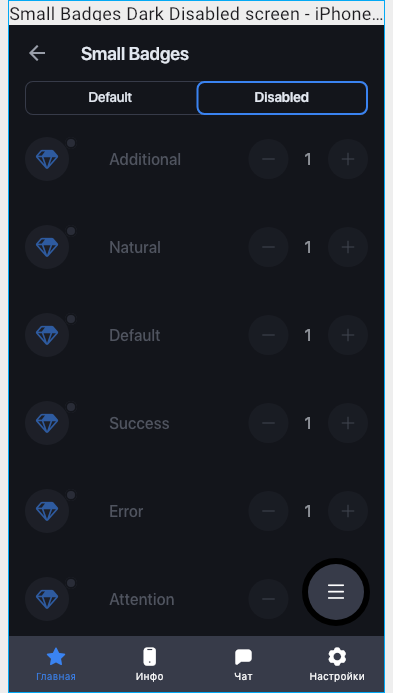 Small Badges Dark Disabled screen - iPhone...
Small Badges
Default Disabled
Additional 1
Natural 1
Default 1
Success 1
Error 1
Attention
Главная Инфо Чат Настройки